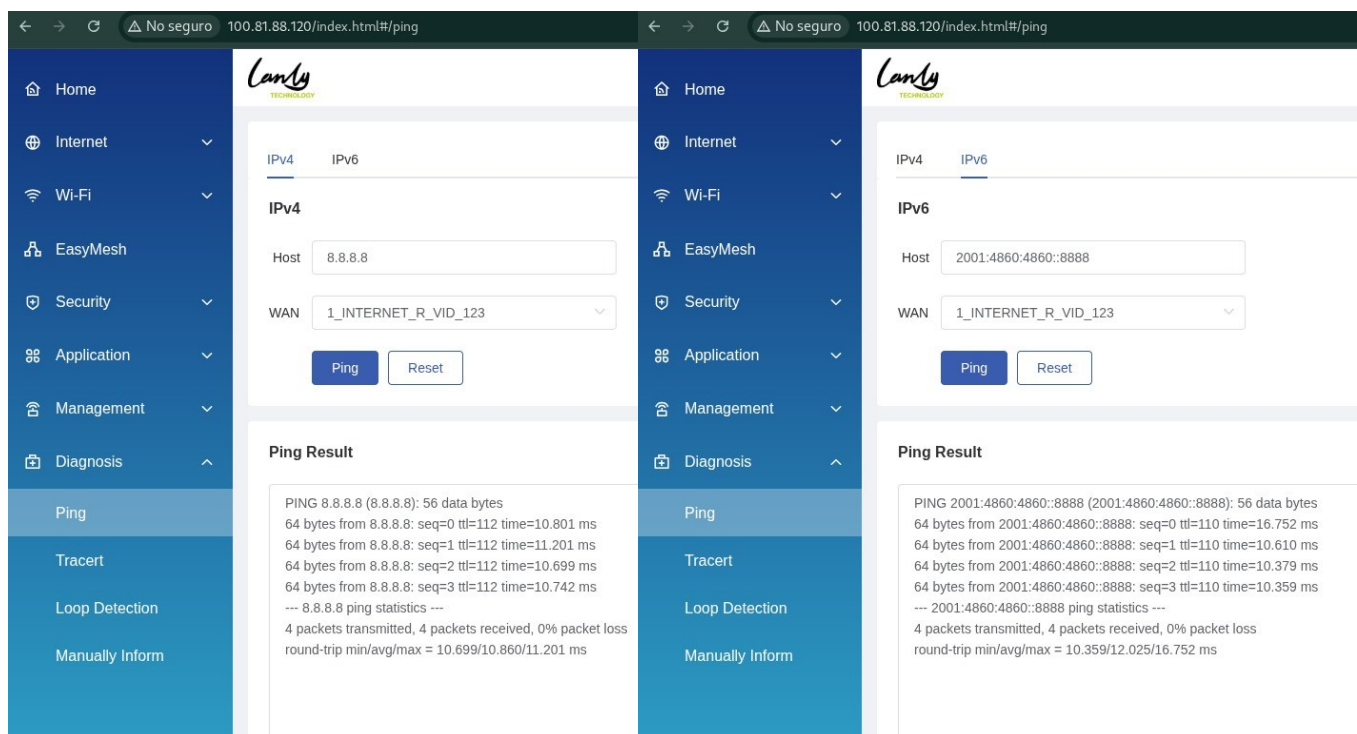 No seguro 100.81.88.120/index.html#/ping
Lanly
TECHNOLOGY
Home
Internet
Wi-Fi
EasyMesh
Security
Application
Management
Diagnosis
Ping
Tracert
Loop Detection
Manually Inform
IPv4 IPv6
IPv4
Host 8.8.8.8
WAN 1_INTERNET_R_VID_123
Ping Reset
Ping Result
PING 8.8.8.8 (8.8.8.8): 56 data bytes
64 bytes from 8.8.8.8: seq=0 ttl=112 time=10.801 ms
64 bytes from 8.8.8.8: seq=1 ttl=112 time=11.201 ms
64 bytes from 8.8.8.8: seq=2 ttl=112 time=10.699 ms
64 bytes from 8.8.8.8: seq=3 ttl=112 time=10.742 ms
--- 8.8.8.8 ping statistics ---
4 packets transmitted, 4 packets received, 0% packet loss
round-trip min/avg/max = 10.699/10.860/11.201 ms
No seguro 100.81.88.120/index.html#/ping
Lanly
TECHNOLOGY
Home
Internet
Wi-Fi
EasyMesh
Security
Application
Management
Diagnosis
Ping
Tracert
Loop Detection
Manually Inform
IPv4 IPv6
IPv6
Host 2001:4860:4860::8888
WAN 1_INTERNET_R_VID_123
Ping Reset
Ping Result
PING 2001:4860:4860::8888 (2001:4860:4860::8888): 56 data bytes
64 bytes from 2001:4860:4860::8888: seq=0 ttl=110 time=16.752 ms
64 bytes from 2001:4860:4860::8888: seq=1 ttl=110 time=10.610 ms
64 bytes from 2001:4860:4860::8888: seq=2 ttl=110 time=10.379 ms
64 bytes from 2001:4860:4860::8888: seq=3 ttl=110 time=10.359 ms
--- 2001:4860:4860::8888 ping statistics ---
4 packets transmitted, 4 packets received, 0% packet loss
round-trip min/avg/max = 10.359/12.025/16.752 ms